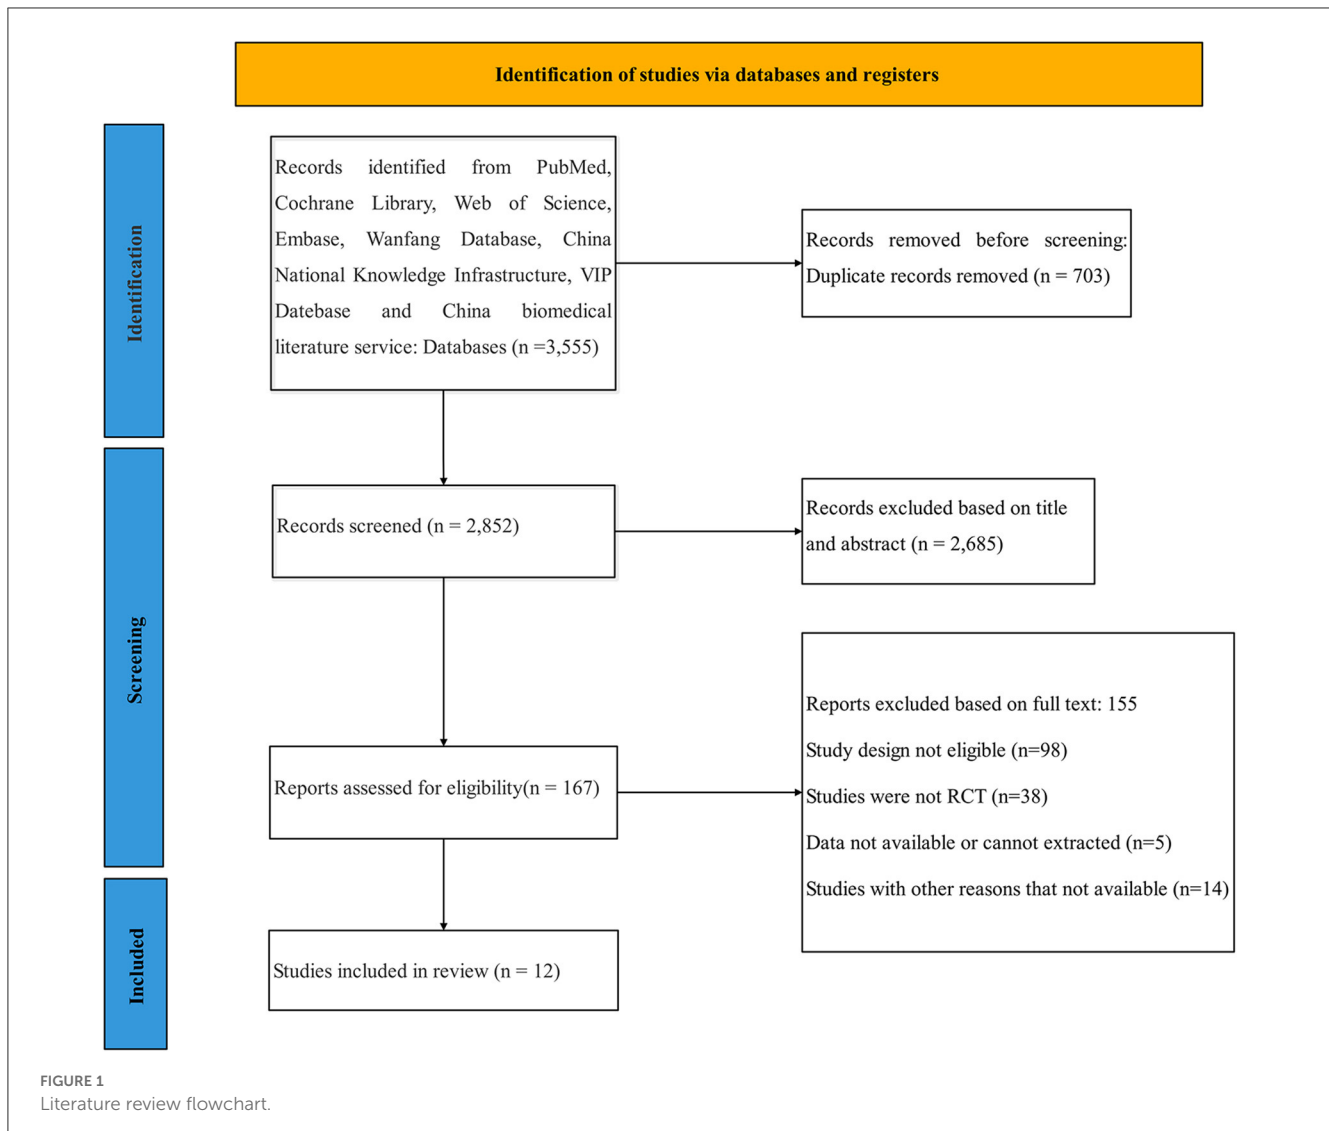 Identification of studies via databases and registers
Identification
Records identified from PubMed,
Cochrane Library, Web of Science,
Embase, Wanfang Database, China
National Knowledge Infrastructure, VIP
Datebase and China biomedical
literature service: Databases (n =3,555)
Records removed before screening:
Duplicate records removed (n = 703)
Screening
Records screened (n = 2,852)
Records excluded based on title
and abstract (n = 2,685)
Reports assessed for eligibility(n = 167)
Reports excluded based on full text: 155
Study design not eligible (n=98)
Studies were not RCT (n=38)
Data not available or cannot extracted (n=5)
Studies with other reasons that not available (n=14)
Included
Studies included in review (n = 12)
FIGURE 1
Literature review flowchart.